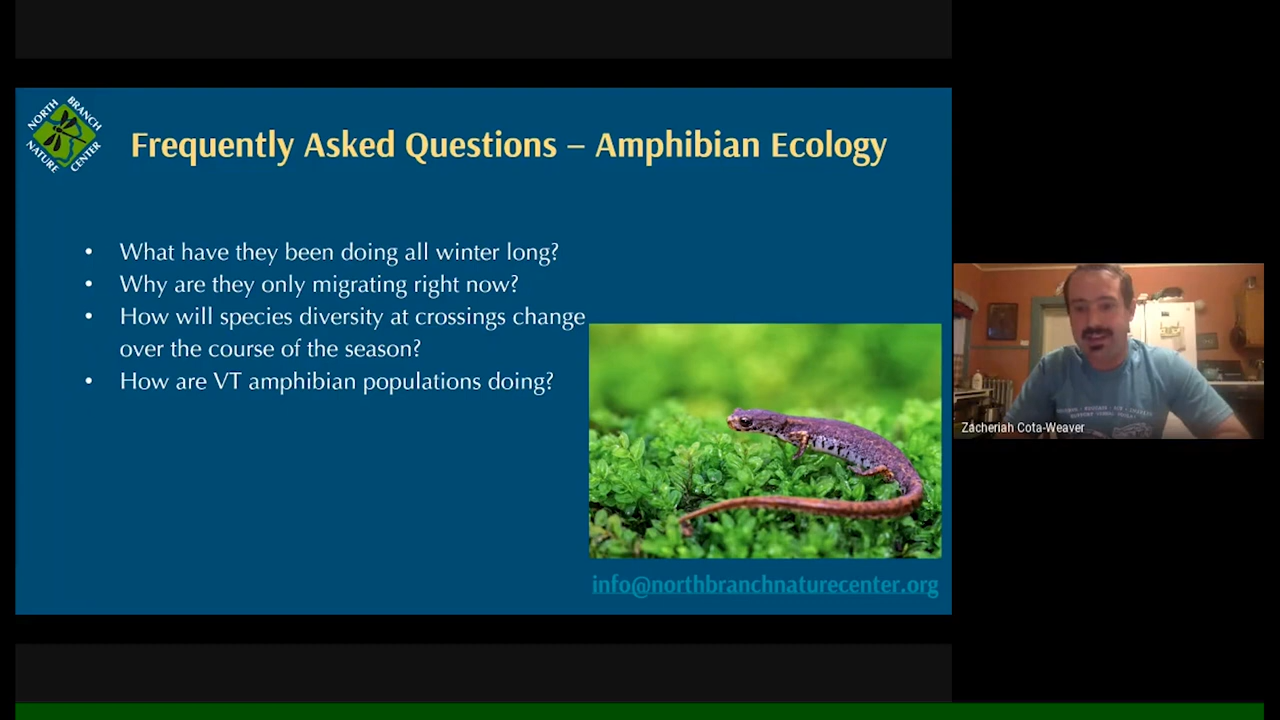 NORTH BRANCH
NATURE CENTER
Frequently Asked Questions – Amphibian Ecology
• What have they been doing all winter long?
• Why are they only migrating right now?
• How will species diversity at crossings change
over the course of the season?
• How are VT amphibian populations doing?
info@northbranchnaturecenter.org
Zacheriah Cota-Weaver